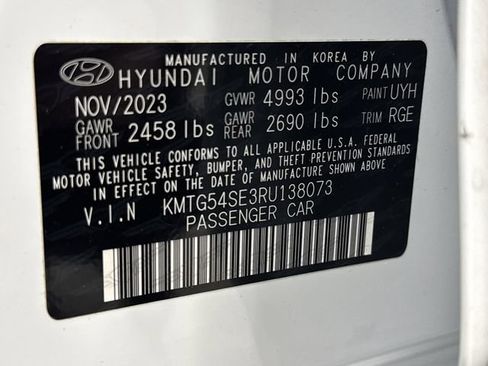 MANUFACTURED IN KOREA BY
HYUNDAI MOTOR COMPANY
NOV/2023 GVWR 4993 lbs PAINT UYH
GAWR FRONT 2458 lbs GAWR REAR 2690 lbs TRIM RGE
THIS VEHICLE CONFORMS TO ALL APPLICABLE U.S.A. FEDERAL
MOTOR VEHICLE SAFETY, BUMPER, AND THEFT PREVENTION STANDARDS
IN EFFECT ON THE DATE OF MANUFACTURE SHOWN ABOVE.
V.I.N KMTG54SE3RU138073
PASSENGER CAR